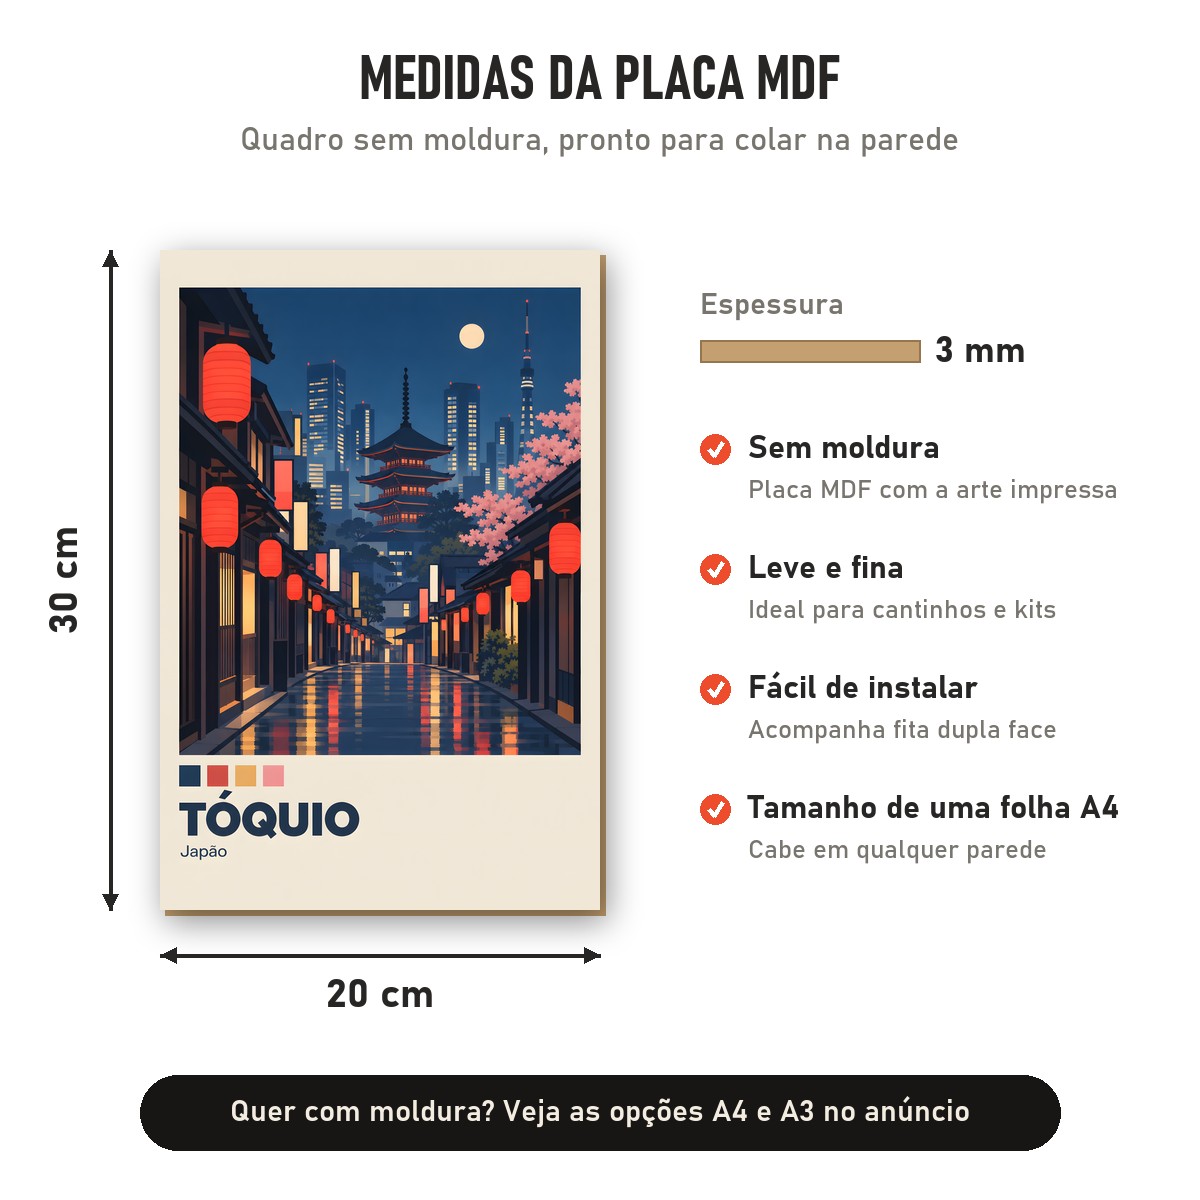 MEDIDAS DA PLACA MDF
Quadro sem moldura, pronto para colar na parede
30 cm
TÓQUIO
Japão
20 cm
Espessura
3 mm
Sem moldura
Placa MDF com a arte impressa
Leve e fina
Ideal para cantinhos e kits
Fácil de instalar
Acompanha fita dupla face
Tamanho de uma folha A4
Cabe em qualquer parede
Quer com moldura? Veja as opções A4 e A3 no anúncio